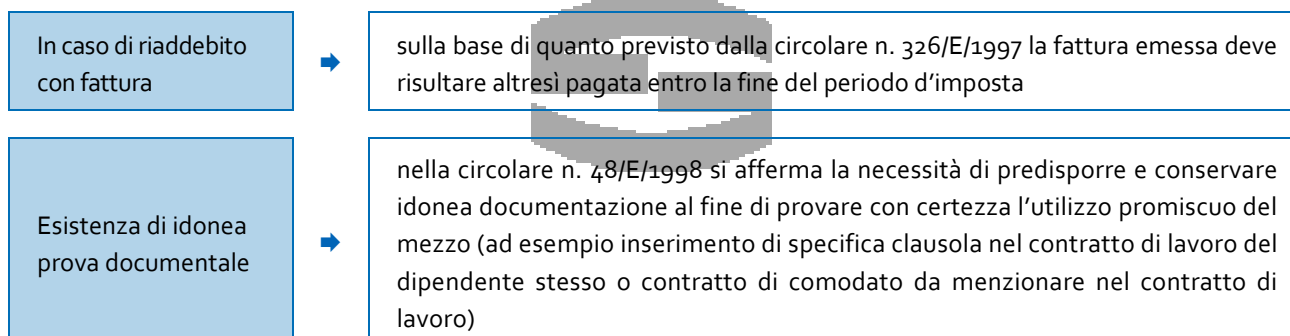 In caso di riaddebito
con fattura
sulla base di quanto previsto dalla circolare n. 326/E/1997 la fattura emessa deve
risultare altresì pagata entro la fine del periodo d'imposta
Esistenza di idonea
prova documentale
nella circolare n. 48/E/1998 si afferma la necessità di predisporre e conservare
idonea documentazione al fine di provare con certezza l'utilizzo promiscuo del
mezzo (ad esempio inserimento di specifica clausola nel contratto di lavoro del
dipendente stesso o contratto di comodato da menzionare nel contratto di
lavoro)